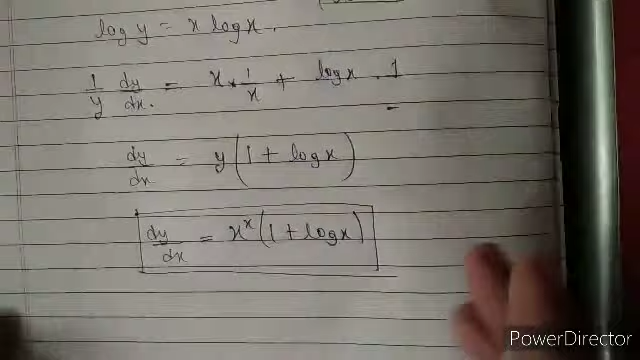 log y = x log x.
1/y dy/dx. = x * 1/x + log x . 1
dy/dx = y(1 + log x)
dy/dx = x^x (1 + log x)
PowerDirector